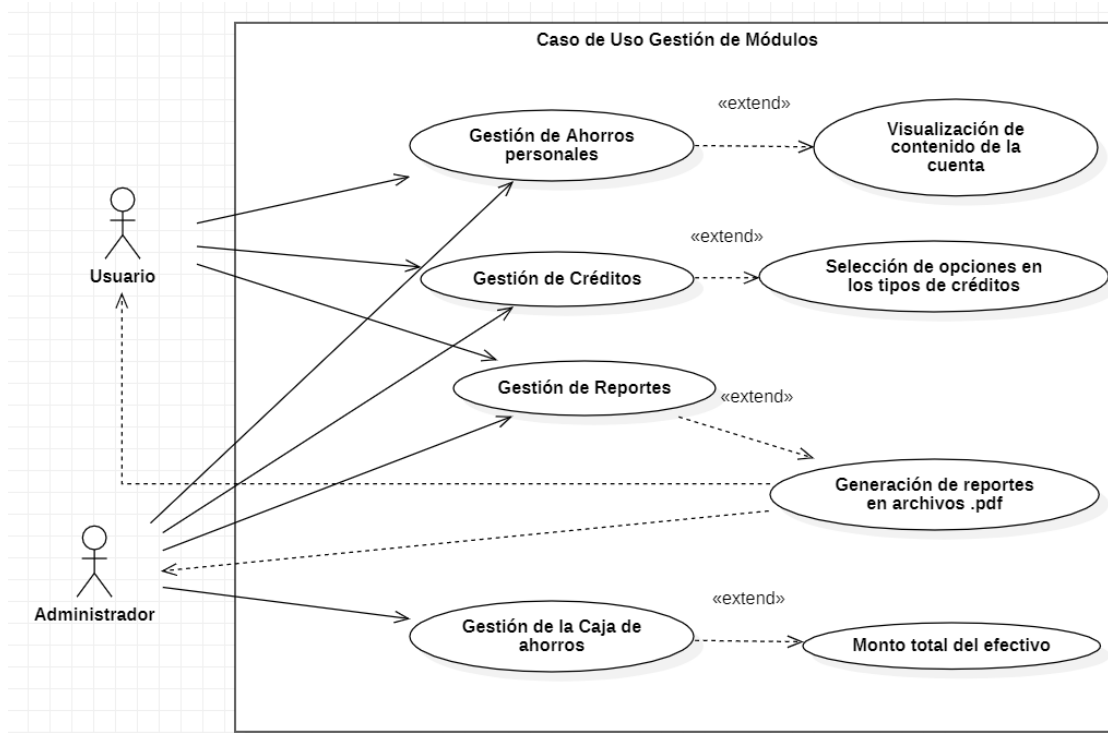 Caso de Uso Gestión de Módulos
«extend»
Gestión de Ahorros
personales
Visualización de
contenido de la
cuenta
Usuario
«extend»
Gestión de Créditos
Selección de opciones en
los tipos de créditos
Gestión de Reportes
«extend»
Generación de reportes
en archivos .pdf
Administrador
«extend»
Gestión de la Caja de
ahorros
Monto total del efectivo